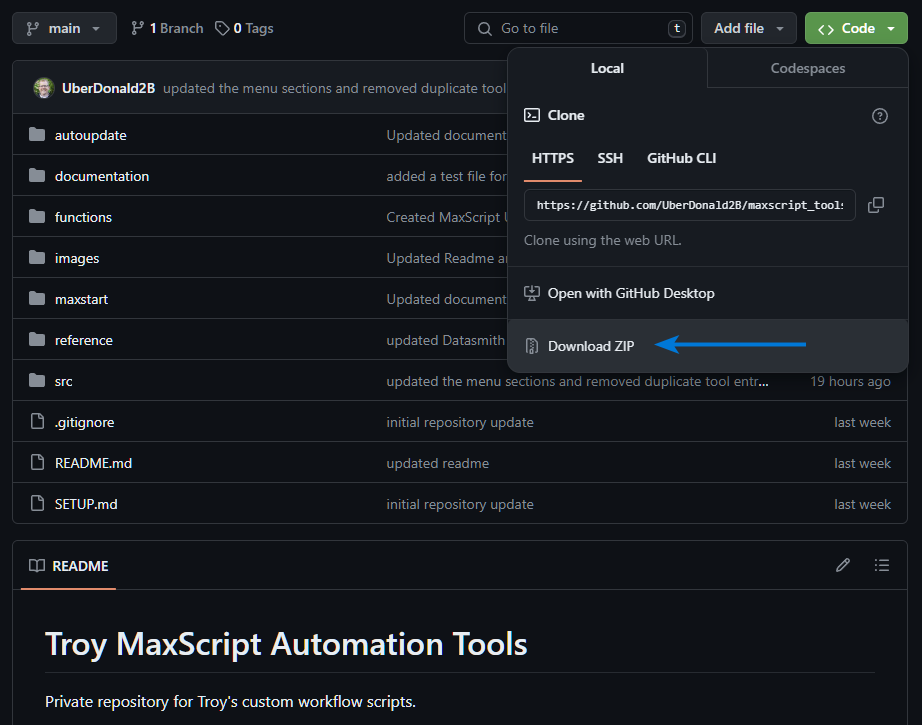 main
1 Branch
0 Tags
Go to file
t
Add file
<> Code
Local
Codespaces
UberDonald2B updated the menu sections and removed duplicate tool
Clone
autoupdate
Updated document
HTTPS
SSH
GitHub CLI
documentation
added a test file for
https://github.com/UberDonald2B/maxscript_tools
functions
Created MaxScript
Clone using the web URL.
images
Updated Readme
maxstart
Updated document
Open with GitHub Desktop
reference
updated Datasmith
Download ZIP
src
updated the menu sections and removed duplicate tool entr...
19 hours ago
.gitignore
initial repository update
last week
README.md
updated readme
last week
SETUP.md
initial repository update
last week
README
Troy MaxScript Automation Tools
Private repository for Troy's custom workflow scripts.